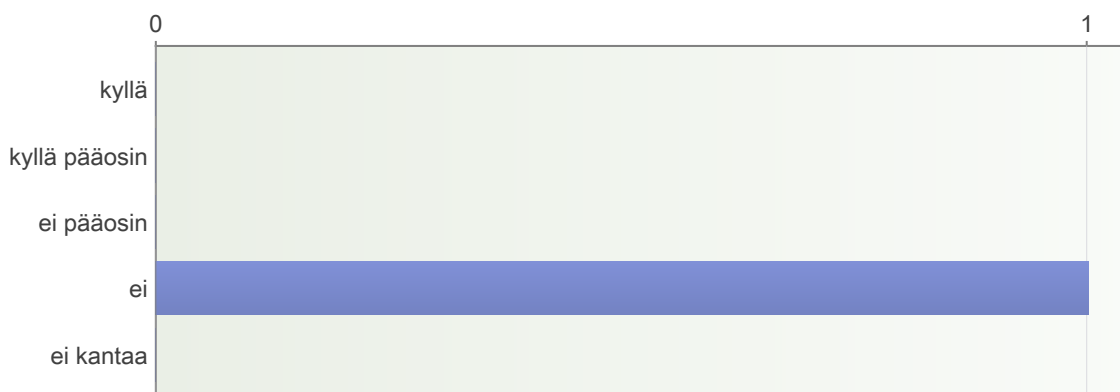 0 1
kyllä
kyllä pääosin
ei pääosin
ei
ei kantaa